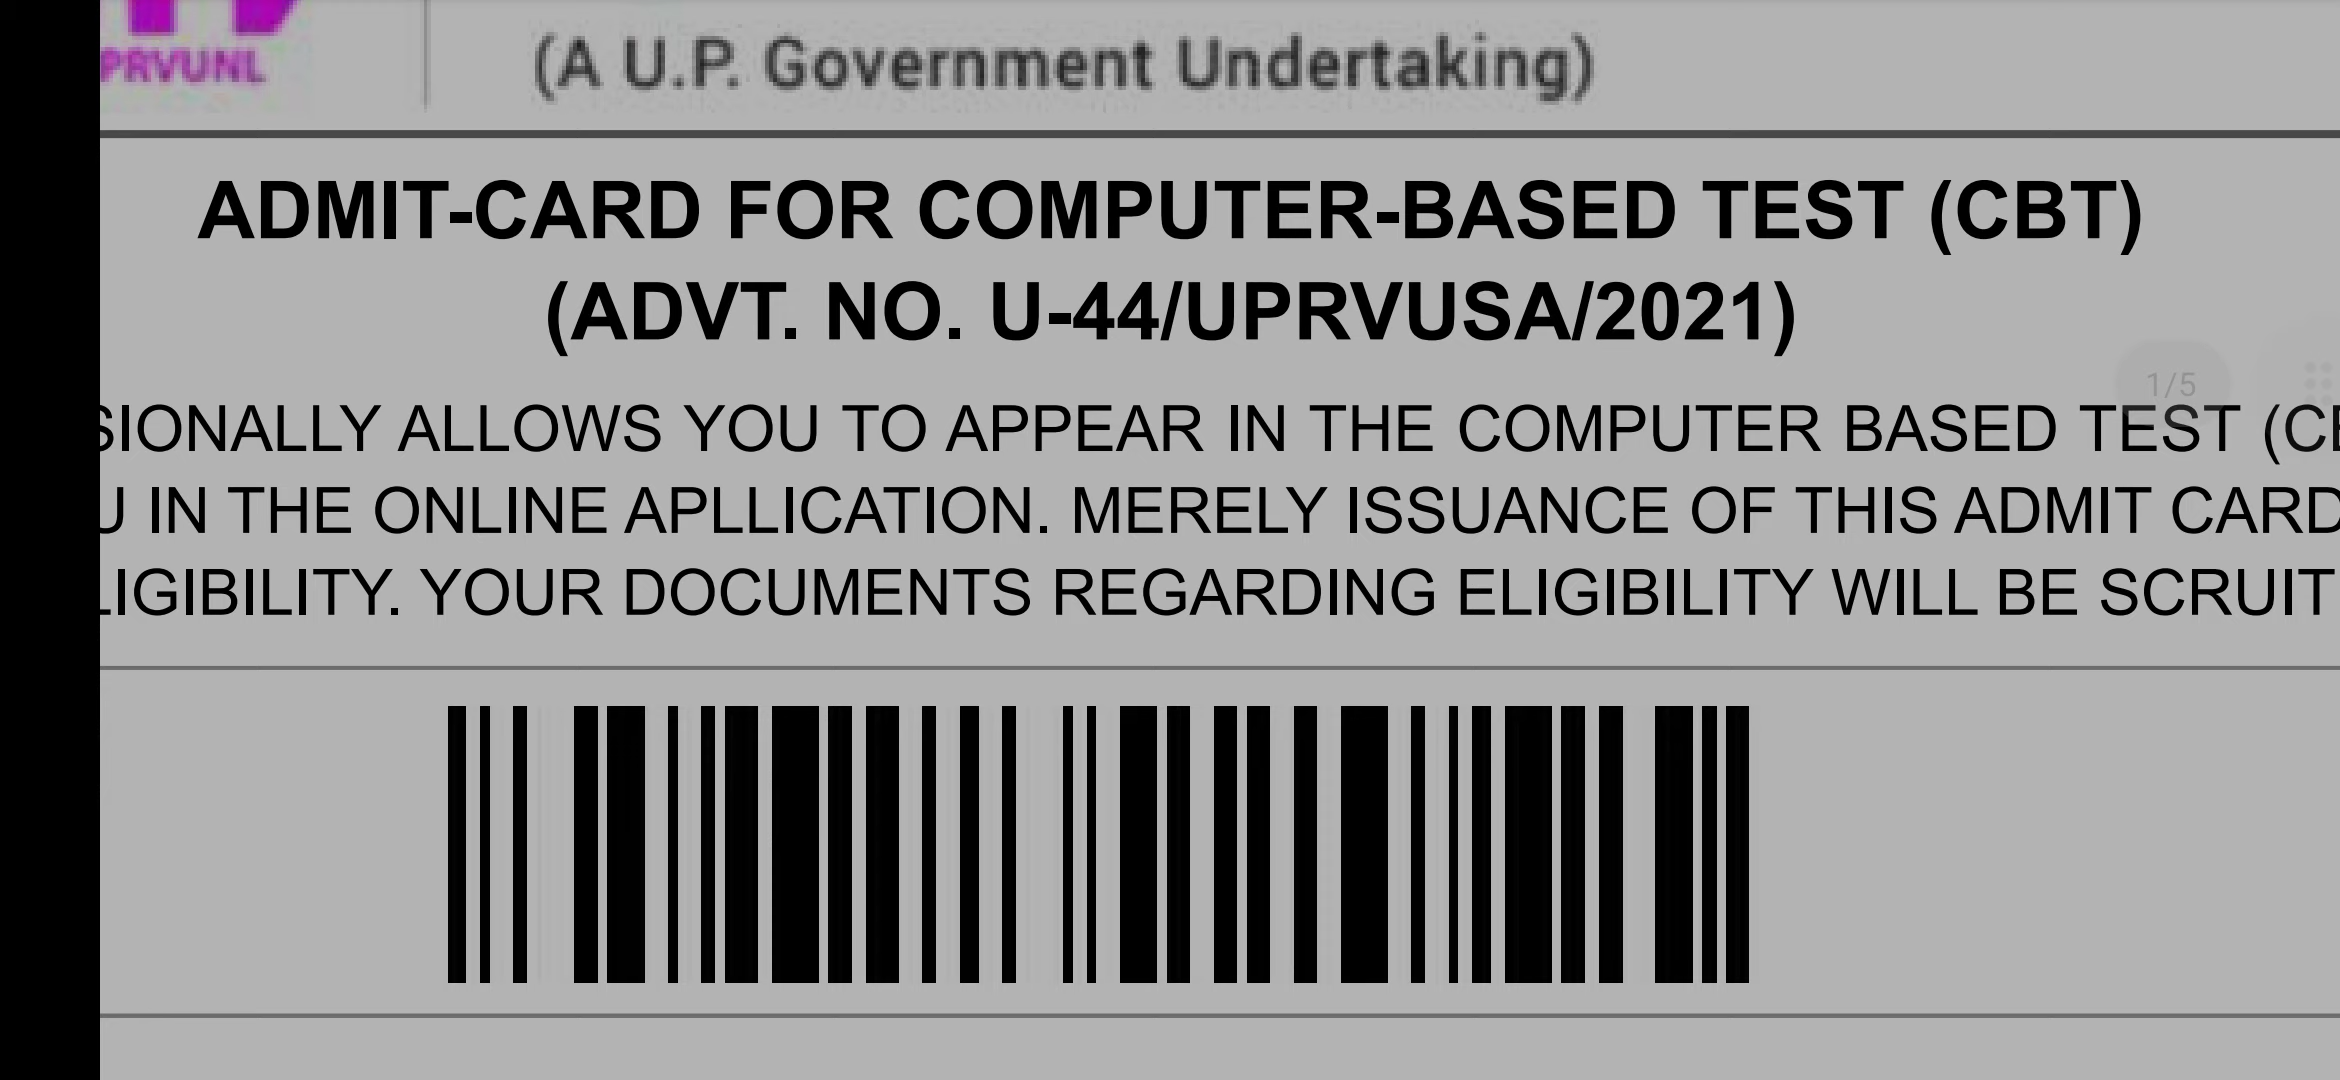 PRVUNL
(A U.P. Government Undertaking)
ADMIT-CARD FOR COMPUTER-BASED TEST (CBT)
(ADVT. NO. U-44/UPRVUSA/2021)
1/5
SIONALLY ALLOWS YOU TO APPEAR IN THE COMPUTER BASED TEST (CB
U IN THE ONLINE APLLICATION. MERELY ISSUANCE OF THIS ADMIT CARD
LIGIBILITY. YOUR DOCUMENTS REGARDING ELIGIBILITY WILL BE SCRUIT